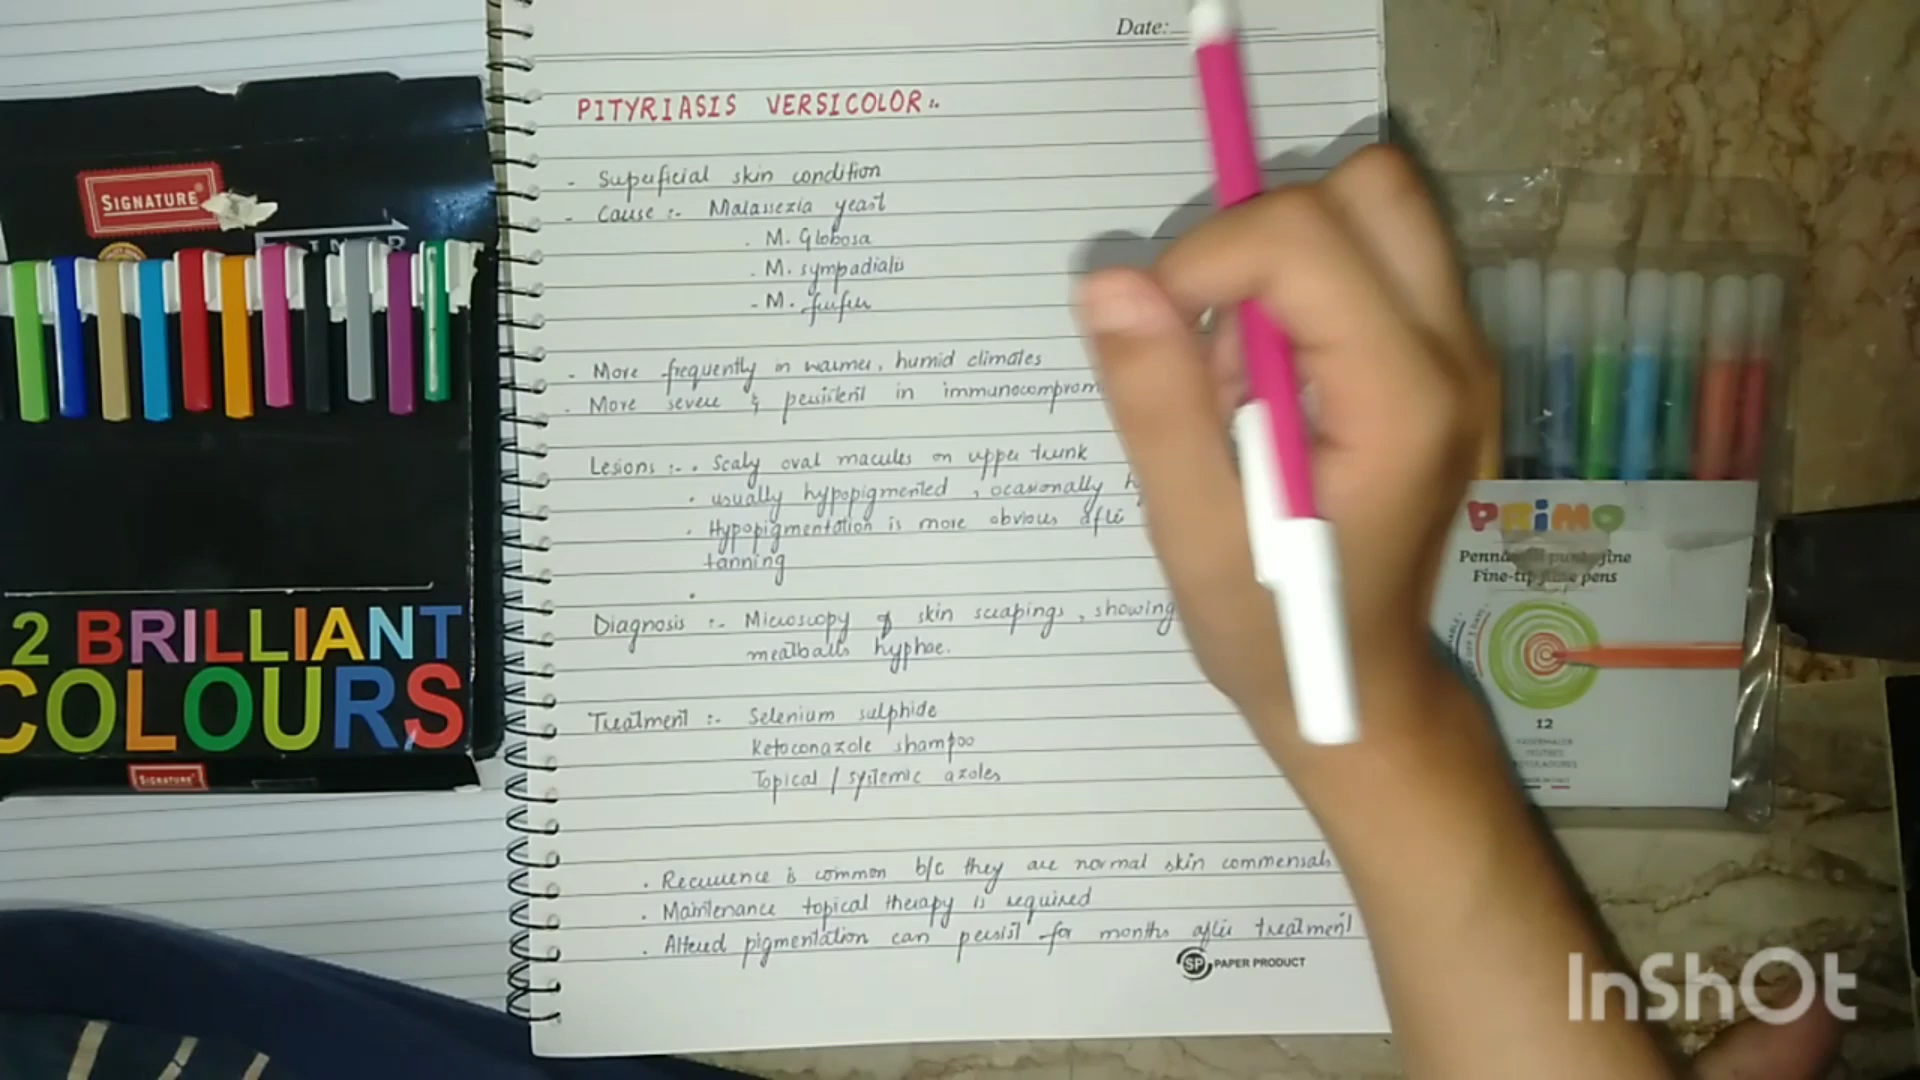 Date:
PITYRIASIS VERSICOLOR :-
- Superficial skin condition
- Cause :- Malassezia yeast
. M. Globosa
. M. sympadialis
- M. furfur
- More frequently in warmer, humid climates
- More severe & persistent in immunocomprom
Lesions :- . Scaly oval macules on upper trunk
. usually hypopigmented, ocasionally h
. Hypopigmentation is more obvious after
tanning
.
Diagnosis :- Microscopy of skin scrapings, showing
meatballs hyphae.
Treatment :- Selenium sulphide
Ketoconazole shampoo
Topical / systemic azoles
. Recurrence is common b/c they are normal skin commensals
. Maintenance topical therapy is required
. Altered pigmentation can persist for months after treatment
SP PAPER PRODUCT
SIGNATURE
2 BRILLIANT
COLOURS
SIGNATURE
PRIMO
Fine-tip pens
12
InShOt